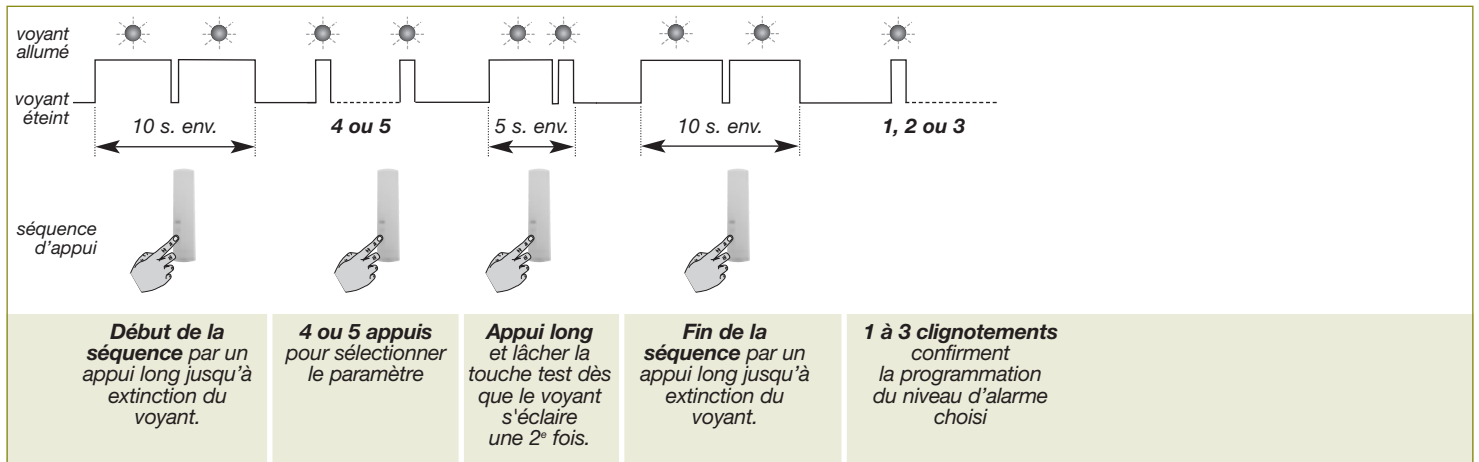 voyant
allumé
voyant
éteint
10 s. env.
4 ou 5
5 s. env.
10 s. env.
1, 2 ou 3
séquence
d'appui
Début de la
séquence par un
appui long jusqu'à
extinction du
voyant.
4 ou 5 appuis
pour sélectionner
le paramètre
Appui long
et lâcher la
touche test dès
que le voyant
s'éclaire
une 2e fois.
Fin de la
séquence par un
appui long jusqu'à
extinction du
voyant.
1 à 3 clignotements
confirment
la programmation
du niveau d'alarme
choisi